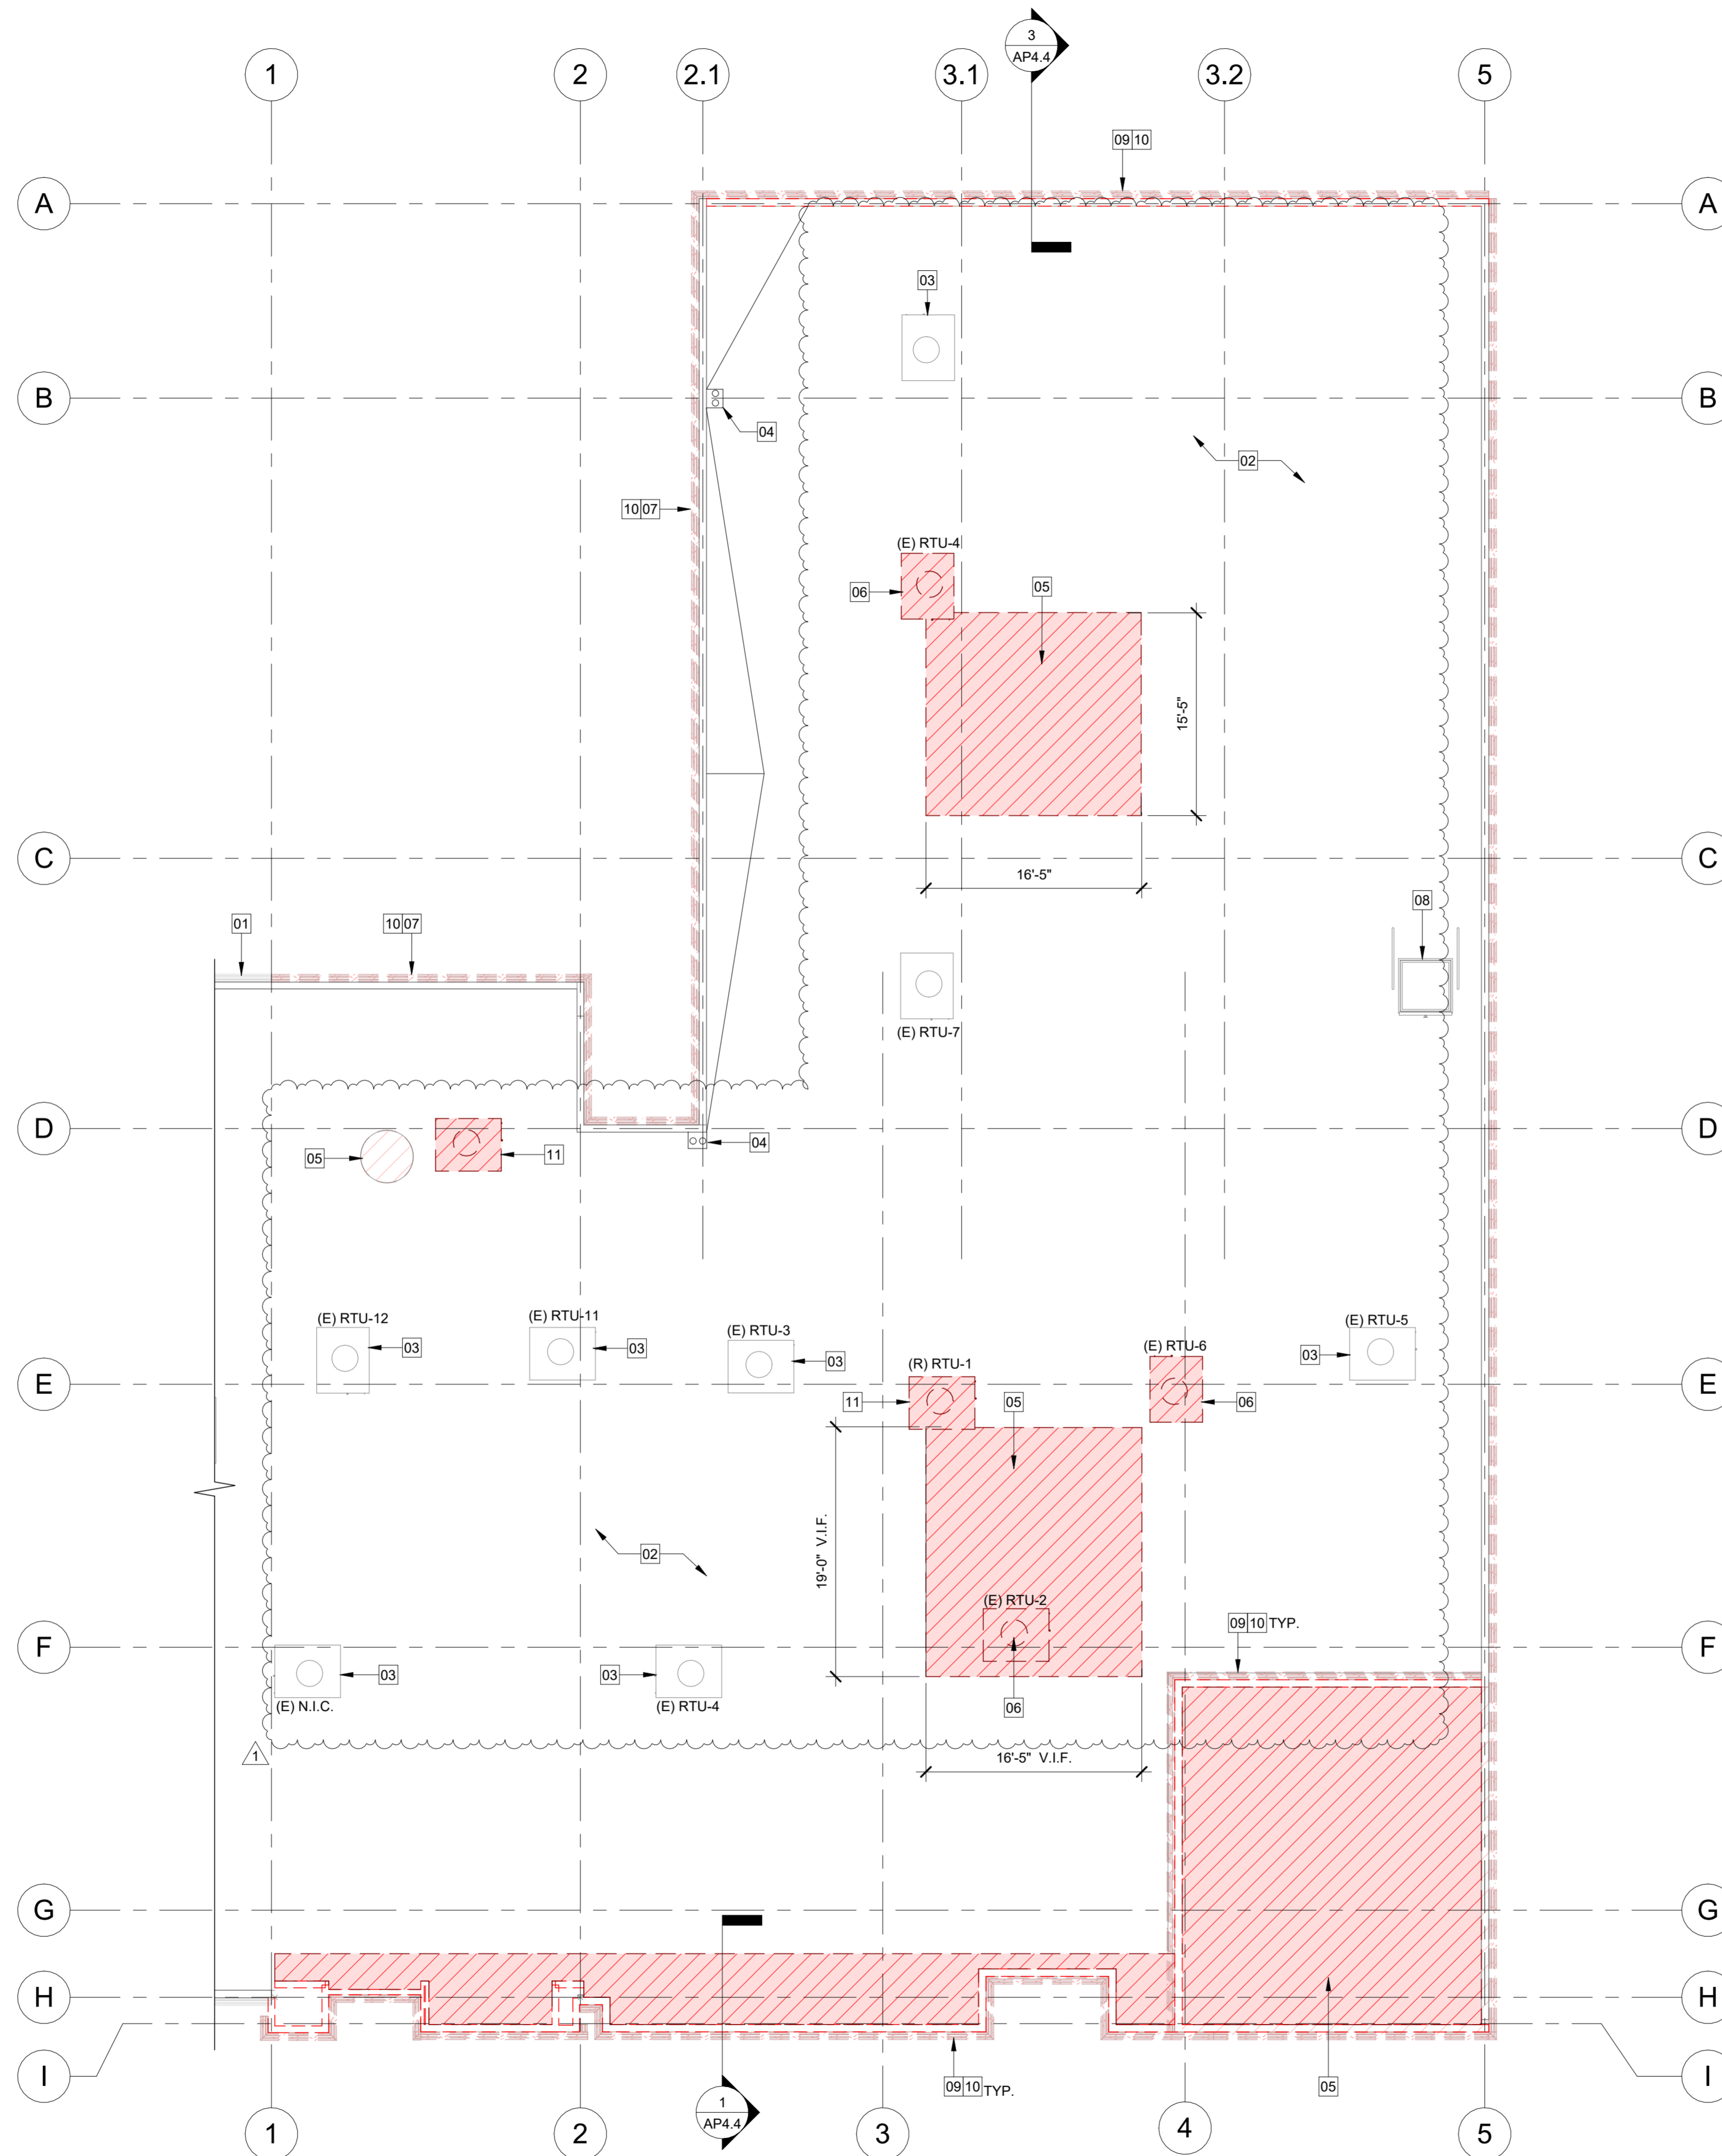 3
AP4.4
1
2
2.1
3.1
3.2
5
09 10
A
A
03
B
B
04
02
10 07
(E) RTU-4
06
05
15'-5"
C
C
16'-5"
01
10 07
08
(E) RTU-7
D
D
04
05
11
(E) RTU-12
(E) RTU-11
(E) RTU-3
(R) RTU-1
(E) RTU-6
(E) RTU-5
03
03
03
03
E
E
11
05
06
19'-0" V.I.F.
02
(E) RTU-2
09 10 TYP.
F
F
03
03
(E) N.I.C.
(E) RTU-4
06
1
16'-5" V.I.F.
G
G
H
H
I
I
09 10 TYP.
05
1
AP4.4
1
2
3
4
5